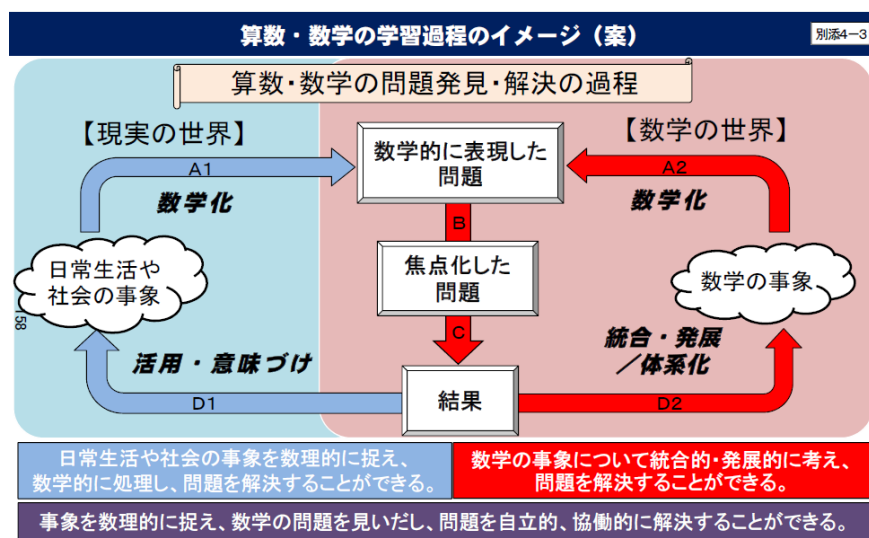 算数・数学の学習過程のイメージ（案）
別添4－3
算数・数学の問題発見・解決の過程
【現実の世界】
【数学の世界】
A1
数学化
数学的に表現した
問題
A2
数学化
B
日常生活や
社会の事象
焦点化した
問題
数学の事象
158
C
活用・意味づけ
統合・発展
／体系化
D1
結果
D2
日常生活や社会の事象を数理的に捉え、
数学的に処理し、問題を解決することができる。
数学の事象について統合的・発展的に考え、
問題を解決することができる。
事象を数理的に捉え、数学の問題を見いだし、問題を自立的、協働的に解決することができる。